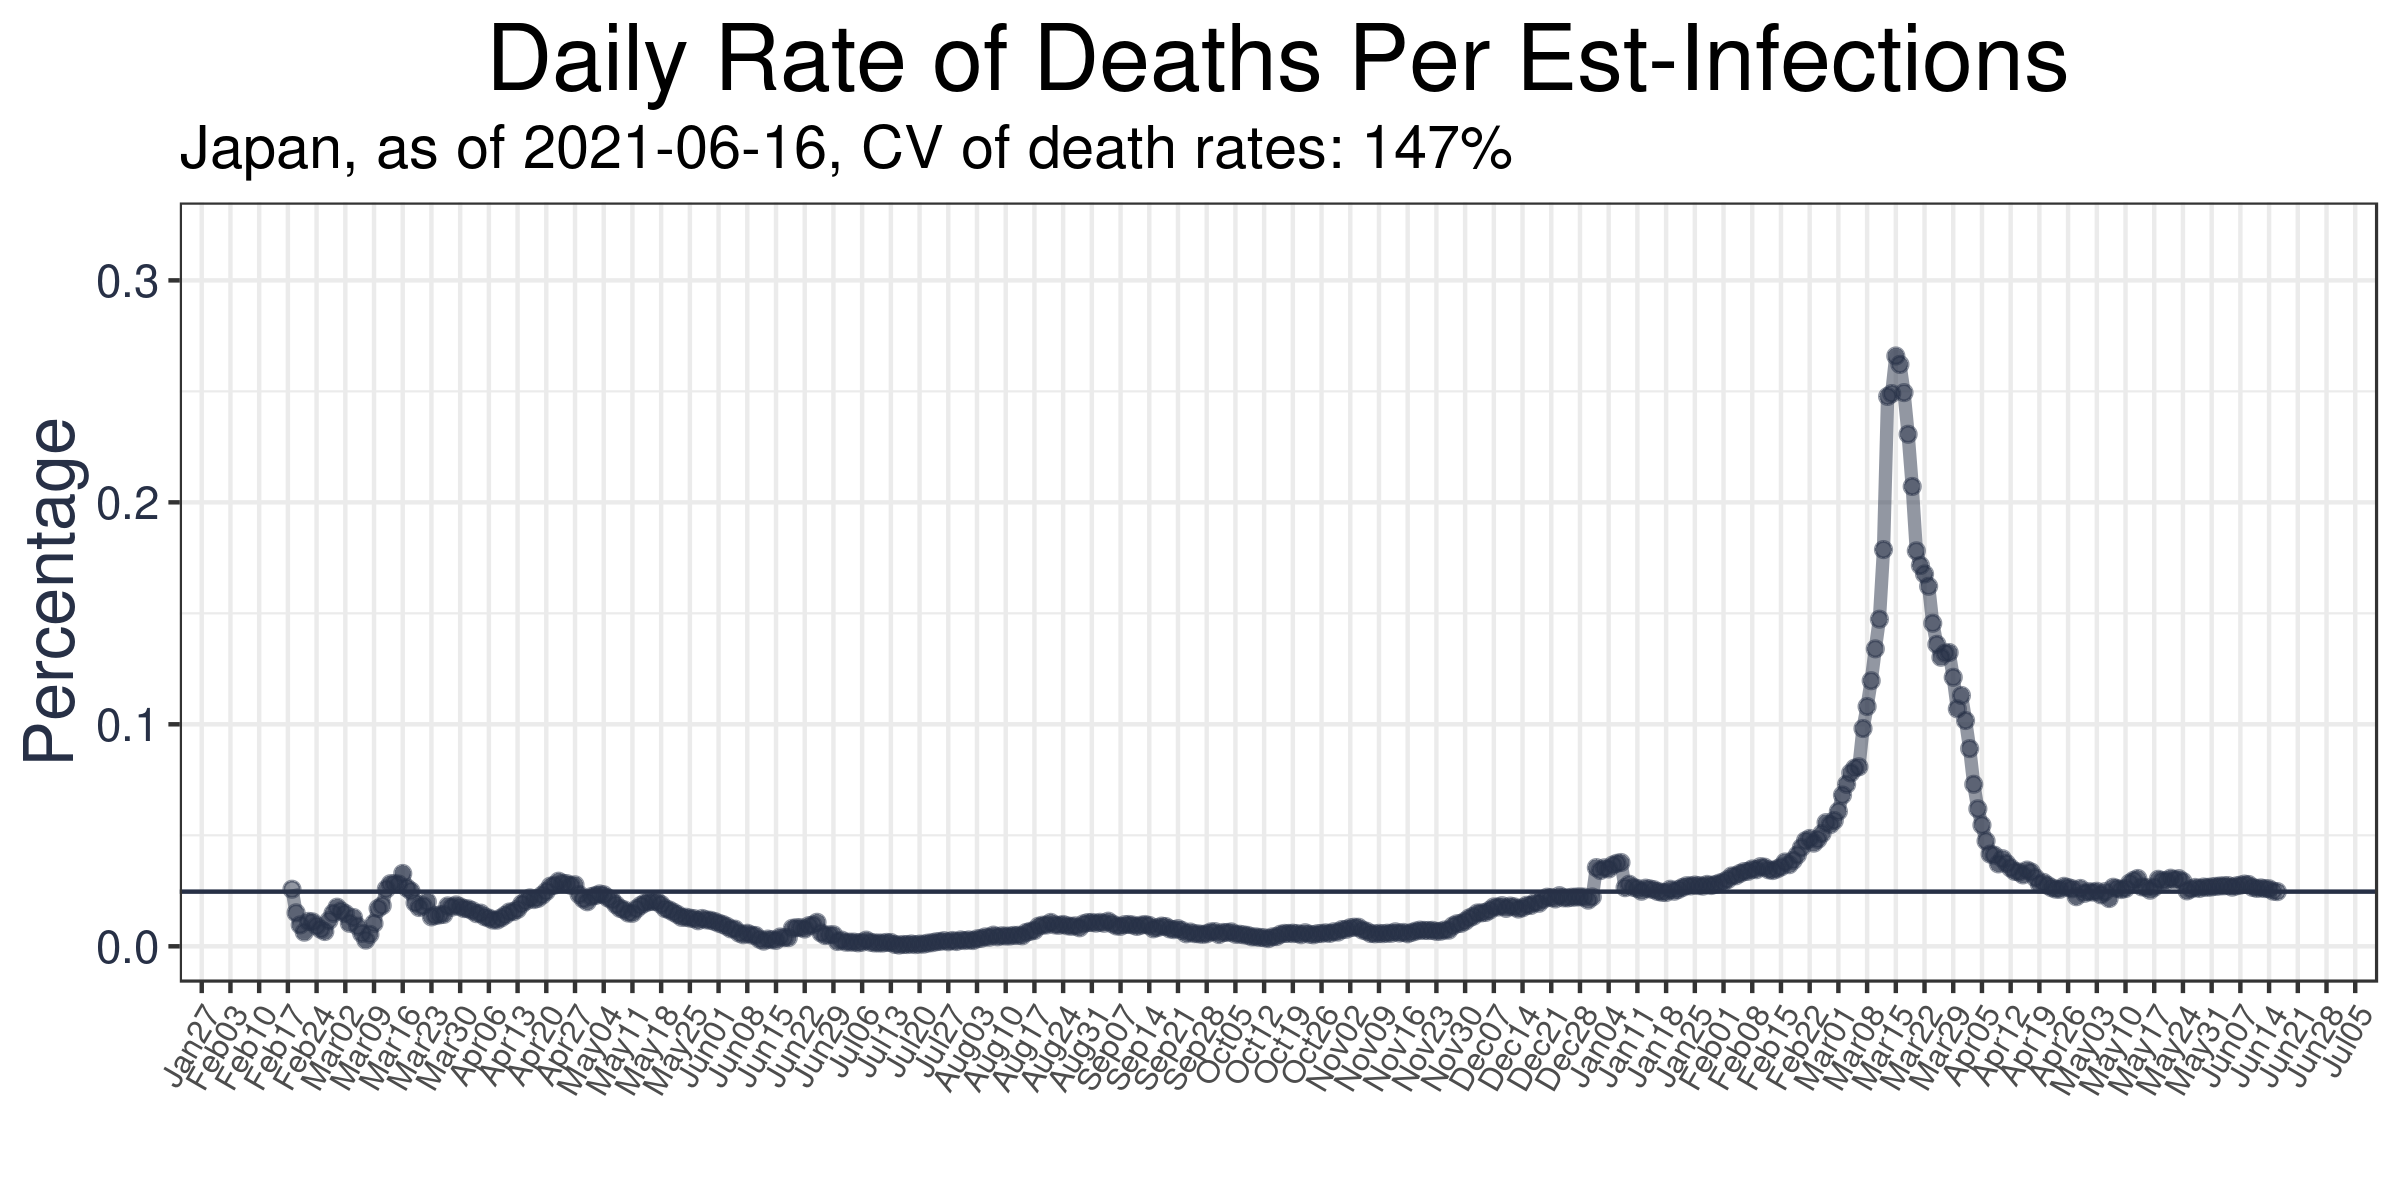 Daily Rate of Deaths Per Est-Infections
Japan, as of 2021-06-16, CV of death rates: 147%
Percentage
0.3
0.2
0.1
0.0
Jan27
Feb03
Feb10
Feb17
Feb24
Mar02
Mar09
Mar16
Mar23
Mar30
Apr06
Apr13
Apr20
Apr27
May04
May11
May18
May25
Jun01
Jun08
Jun15
Jun22
Jun29
Jul06
Jul13
Jul20
Jul27
Aug03
Aug10
Aug17
Aug24
Aug31
Sep07
Sep14
Sep21
Sep28
Oct05
Oct12
Oct19
Oct26
Nov02
Nov09
Nov16
Nov23
Nov30
Dec07
Dec14
Dec21
Dec28
Jan04
Jan11
Jan18
Jan25
Feb01
Feb08
Feb15
Feb22
Mar01
Mar08
Mar15
Mar22
Mar29
Apr05
Apr12
Apr19
Apr26
May03
May10
May17
May24
May31
Jun07
Jun14
Jun21
Jun28
Jul05